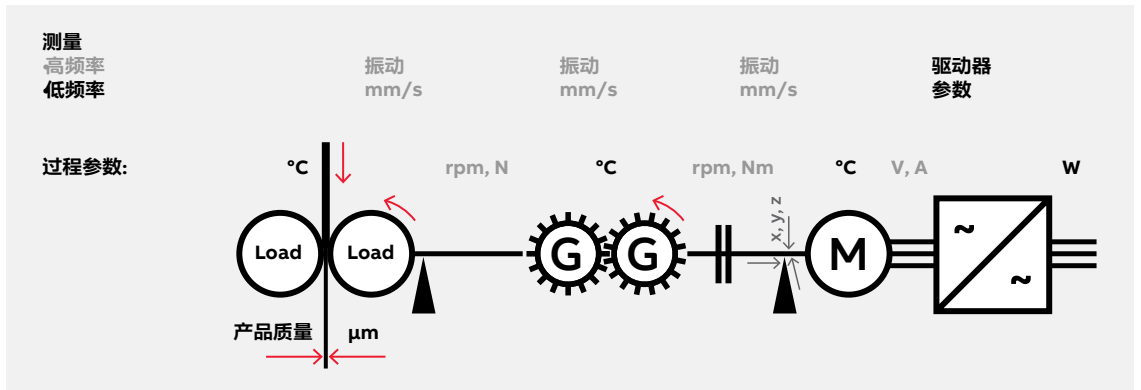 测量
高频率 振动 振动 振动 驱动器
低频率 mm/s mm/s mm/s 参数
过程参数: °C rpm, N °C rpm, Nm °C V, A W
x, y, z
Load Load G G M ~
~
产品质量 µm